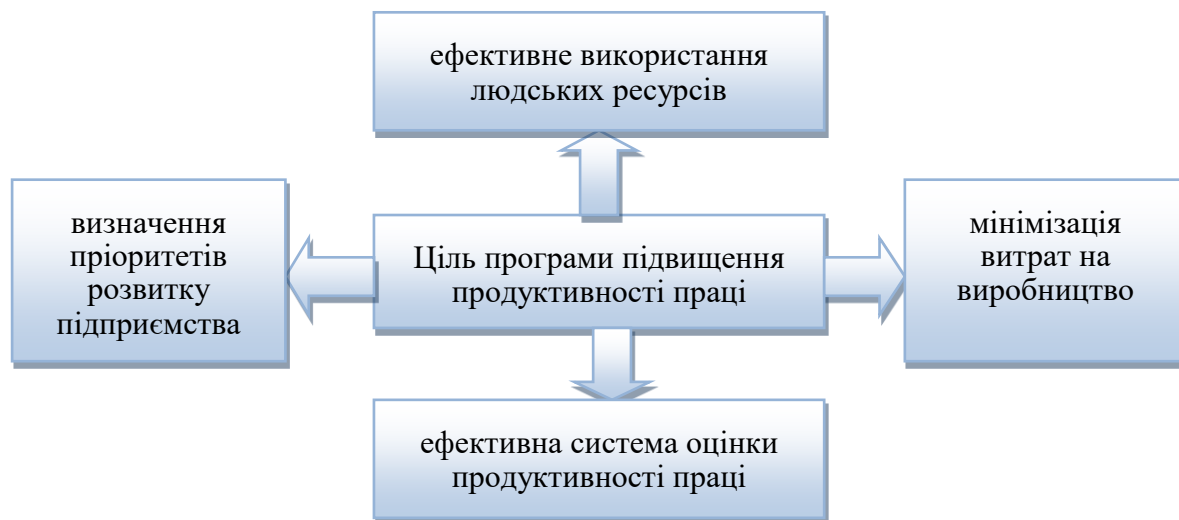 ефективне використання
людських ресурсів
визначення
пріоритетів
розвитку
підприємства
Ціль програми підвищення
продуктивності праці
мінімізація
витрат на
виробництво
ефективна система оцінки
продуктивності праці